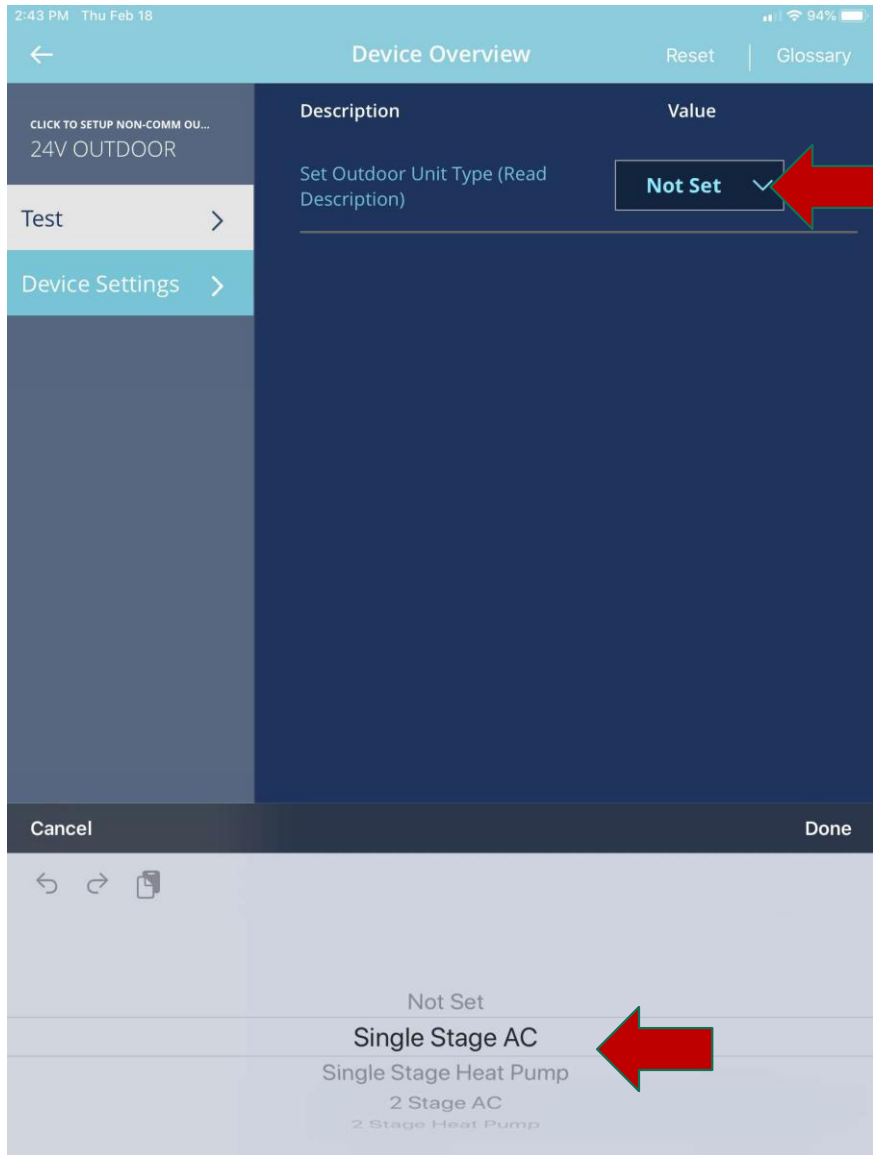 2:43 PM Thu Feb 18
94%
Device Overview
Reset
Glossary
CLICK TO SETUP NON-COMM OU...
24V OUTDOOR
Test
Device Settings
Description
Value
Set Outdoor Unit Type (Read
Description)
Not Set
Cancel
Done
Not Set
Single Stage AC
Single Stage Heat Pump
2 Stage AC
2 Stage Heat Pump